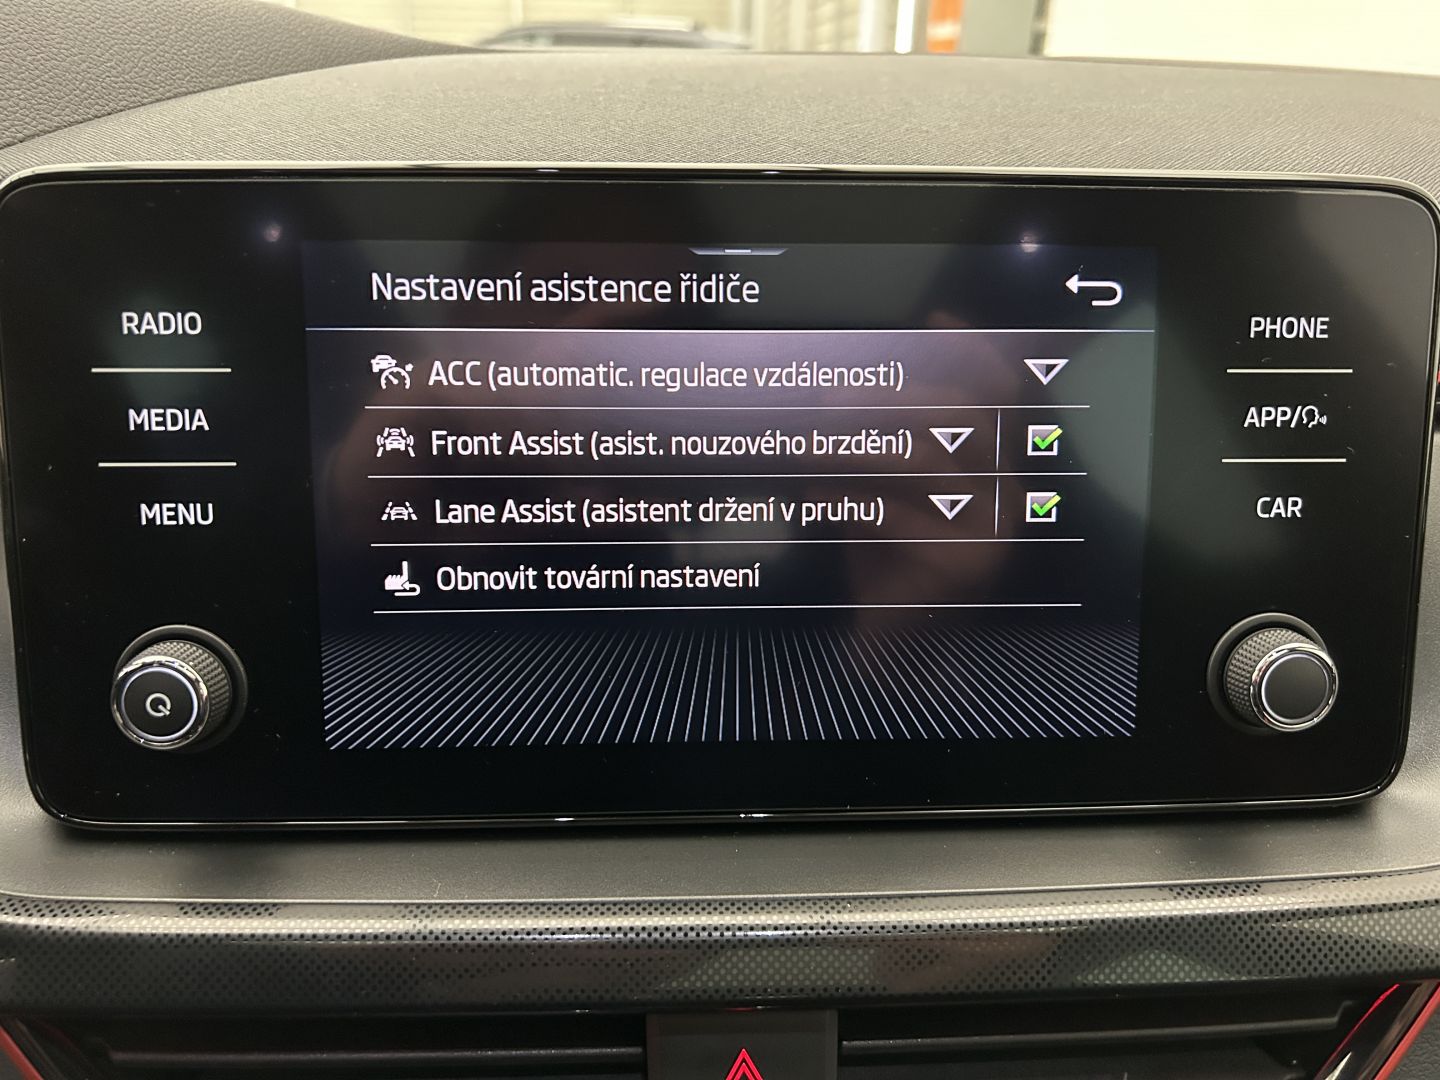 Nastavení asistence řidiče
RADIO
MEDIA
MENU
ACC (automatic. regulace vzdálenosti)
Front Assist (asist. nouzového brzdění)
Lane Assist (asistent držení v pruhu)
Obnovit tovární nastavení
PHONE
APP/
CAR